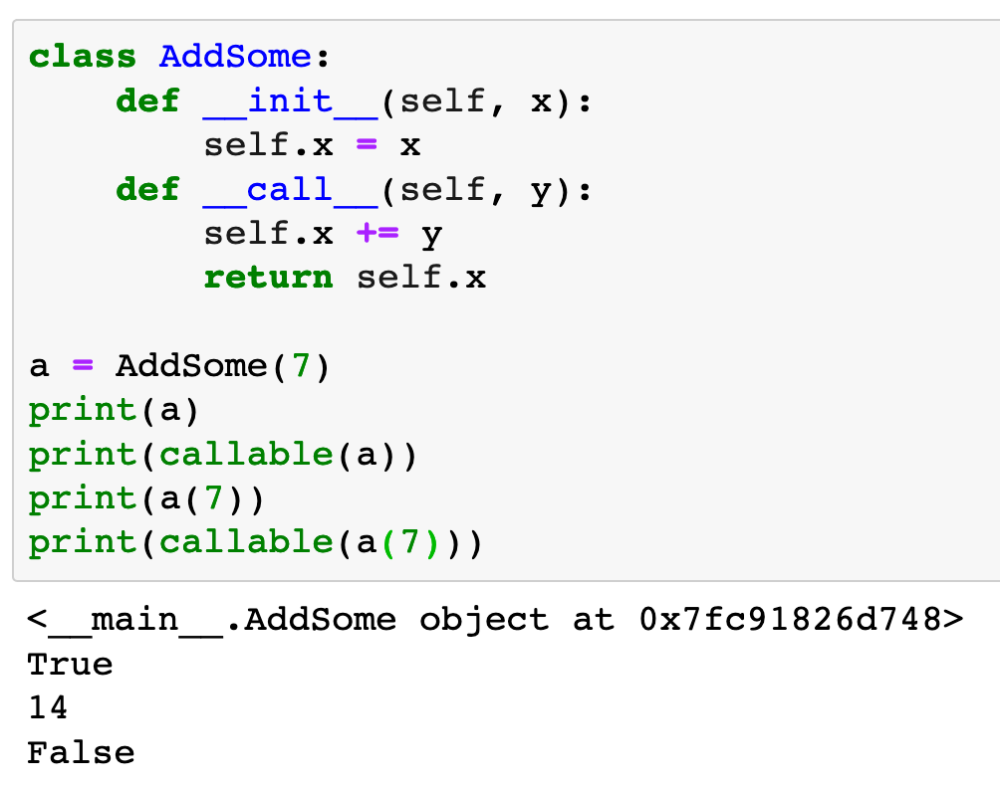 class AddSome:
    def __init__(self, x):
        self.x = x
    def __call__(self, y):
        self.x += y
        return self.x

a = AddSome(7)
print(a)
print(callable(a))
print(a(7))
print(callable(a(7)))
<__main__.AddSome object at 0x7fc91826d748>
True
14
False